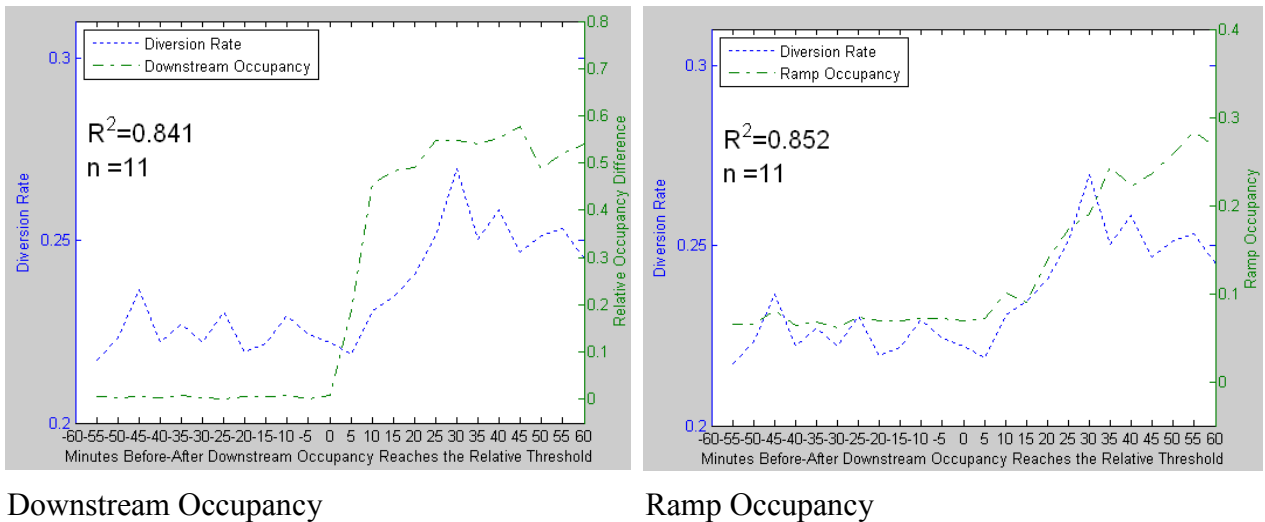 0.3
0.25
0.2
Diversion Rate
Diversion Rate
Downstream Occupancy
R²=0.841
n =11
0.8
0.7
0.6
0.5
0.4
0.3
0.2
0.1
0
Relative Occupancy Difference
-60 -55 -50 -45 -40 -35 -30 -25 -20 -15 -10 -5 0 5 10 15 20 25 30 35 40 45 50 55 60
Minutes Before-After Downstream Occupancy Reaches the Relative Threshold
Downstream Occupancy
0.3
0.25
0.2
Diversion Rate
Diversion Rate
Ramp Occupancy
R²=0.852
n =11
0.4
0.3
0.2
0.1
0
Ramp Occupancy
-60 -55 -50 -45 -40 -35 -30 -25 -20 -15 -10 -5 0 5 10 15 20 25 30 35 40 45 50 55 60
Minutes Before-After Downstream Occupancy Reaches the Relative Threshold
Ramp Occupancy